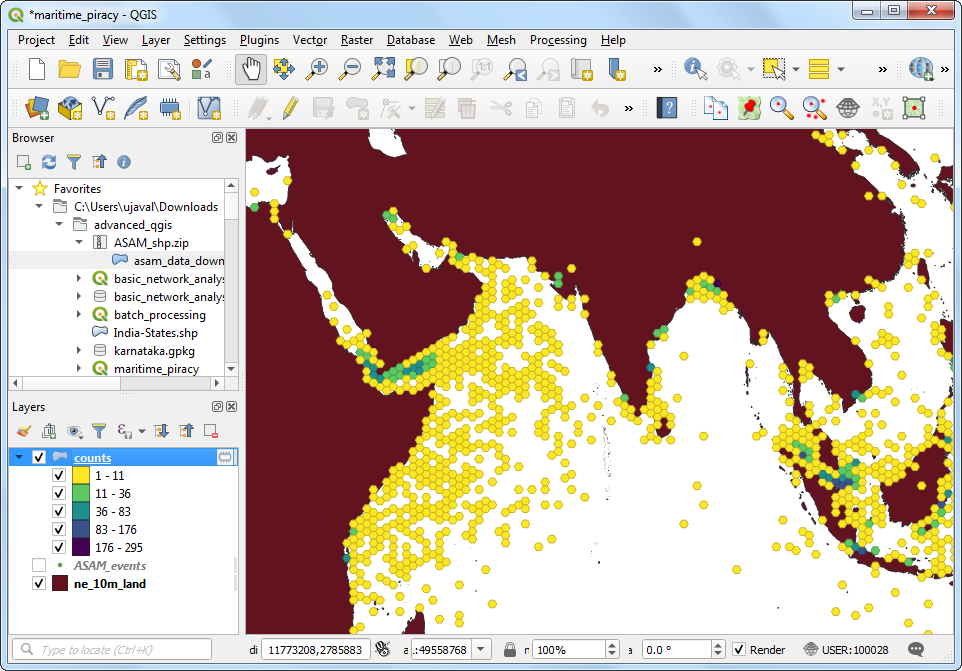 *maritime_piracy - QGIS
Project Edit View Layer Settings Plugins Vector Raster Database Web Mesh Processing Help
Browser
Favorites
C:\Users\ujaval\Downloads
advanced_qgis
ASAM_shp.zip
asam_data_down
basic_network_analys
basic_network_analys
batch_processing
India-States.shp
karnataka.gpkg
maritime_piracy
Layers
counts
1 - 11
11 - 36
36 - 83
83 - 176
176 - 295
ASAM_events
ne_10m_land
Type to locate (Ctrl+K)
di 11773208,2785883 a .:49558768 100% a 0.0 ° Render USER:100028